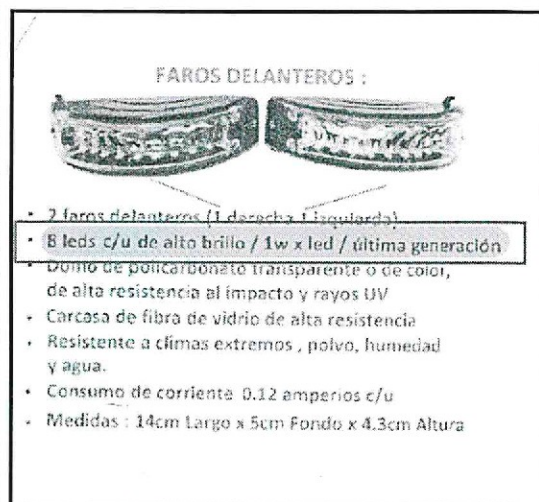 FAROS DELANTEROS :
• 2 faros delanteros (1 derecha 1 izquierda)
• 8 leds c/u de alto brillo / 1w x led / última generación
• Domo de policarbonato transparente o de color,
de alta resistencia al impacto y rayos UV
• Carcasa de fibra de vidrio de alta resistencia
• Resistente a climas extremos , polvo, humedad
y agua.
• Consumo de corriente 0.12 amperios c/u
• Medidas : 14cm Largo x 5cm Fondo x 4.3cm Altura